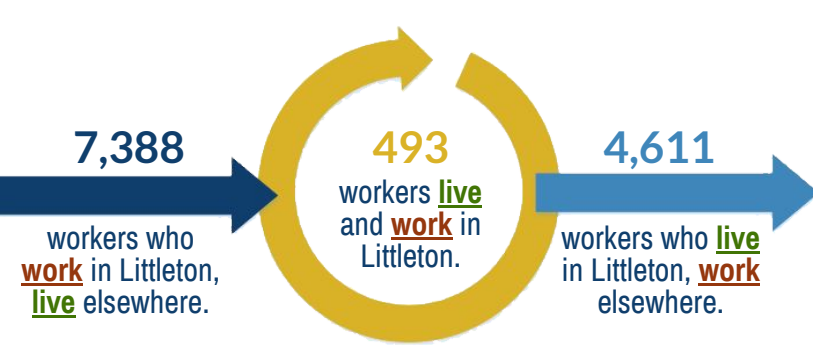 7,388
workers who
work in Littleton,
live elsewhere.
493
workers live
and work in
Littleton.
4,611
workers who live
in Littleton, work
elsewhere.